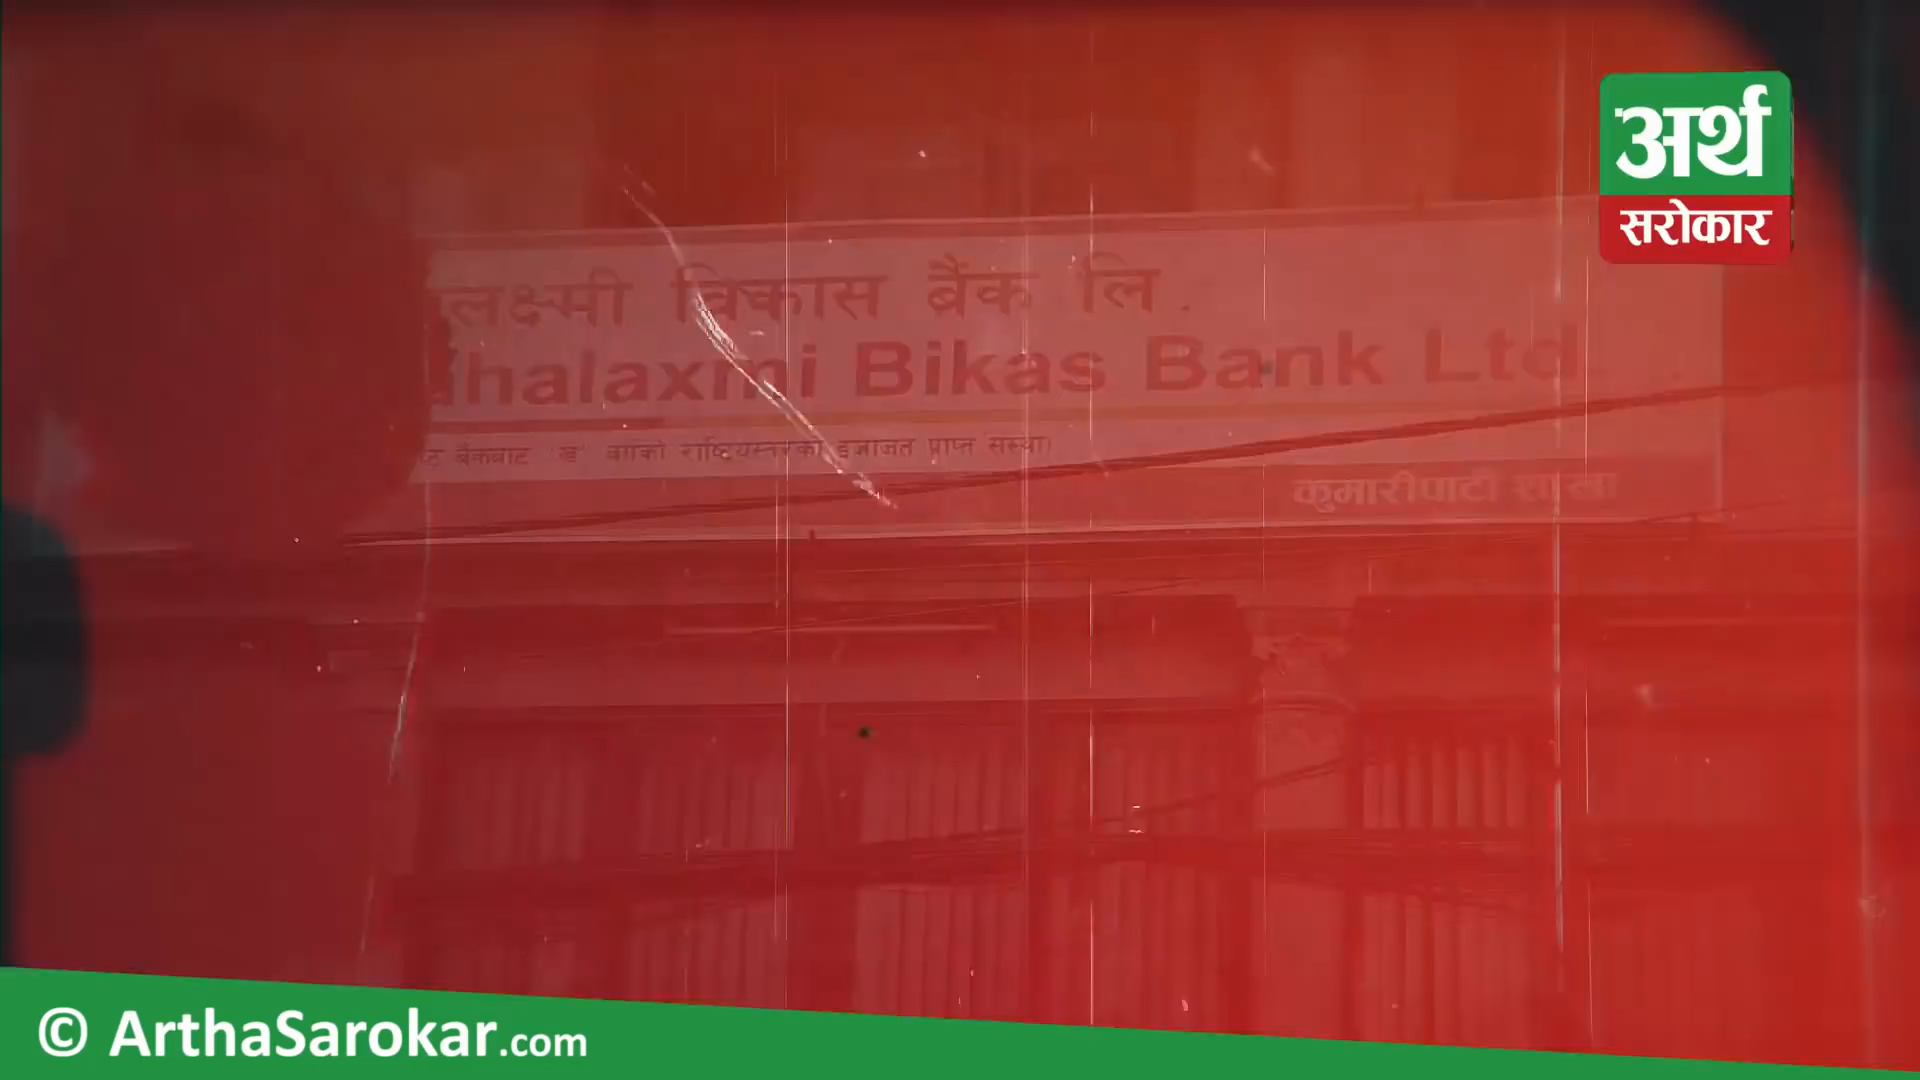 अर्थ
सरोकार
लक्ष्मी विकास बैंक लि.
halaxmi Bikas Bank Ltd.
बैंकबाट "ख" वर्गको राष्ट्रियस्तरको इजाजत प्राप्त संस्था)
कुमारीपाटी शाखा
© ArthaSarokar.com